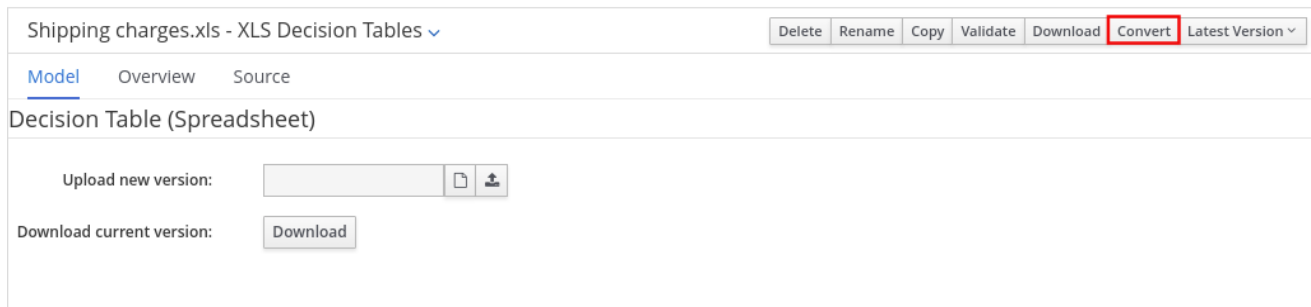 Shipping charges.xls - XLS Decision Tables
Delete Rename Copy Validate Download Convert Latest Version
Model Overview Source
Decision Table (Spreadsheet)
Upload new version:
Download current version: Download